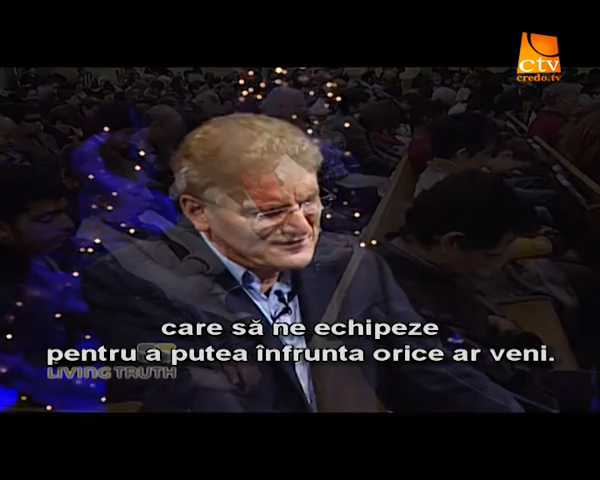 ctv
credo.tv
care să ne echipeze
pentru a putea înfrunta orice ar veni.
LIVING TRUTH